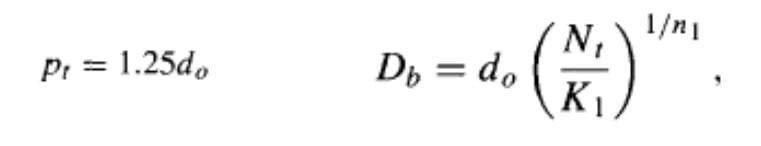 p_t = 1.25d_o    D_b = d_o (N_t / K_1)^{1/n_1} ,